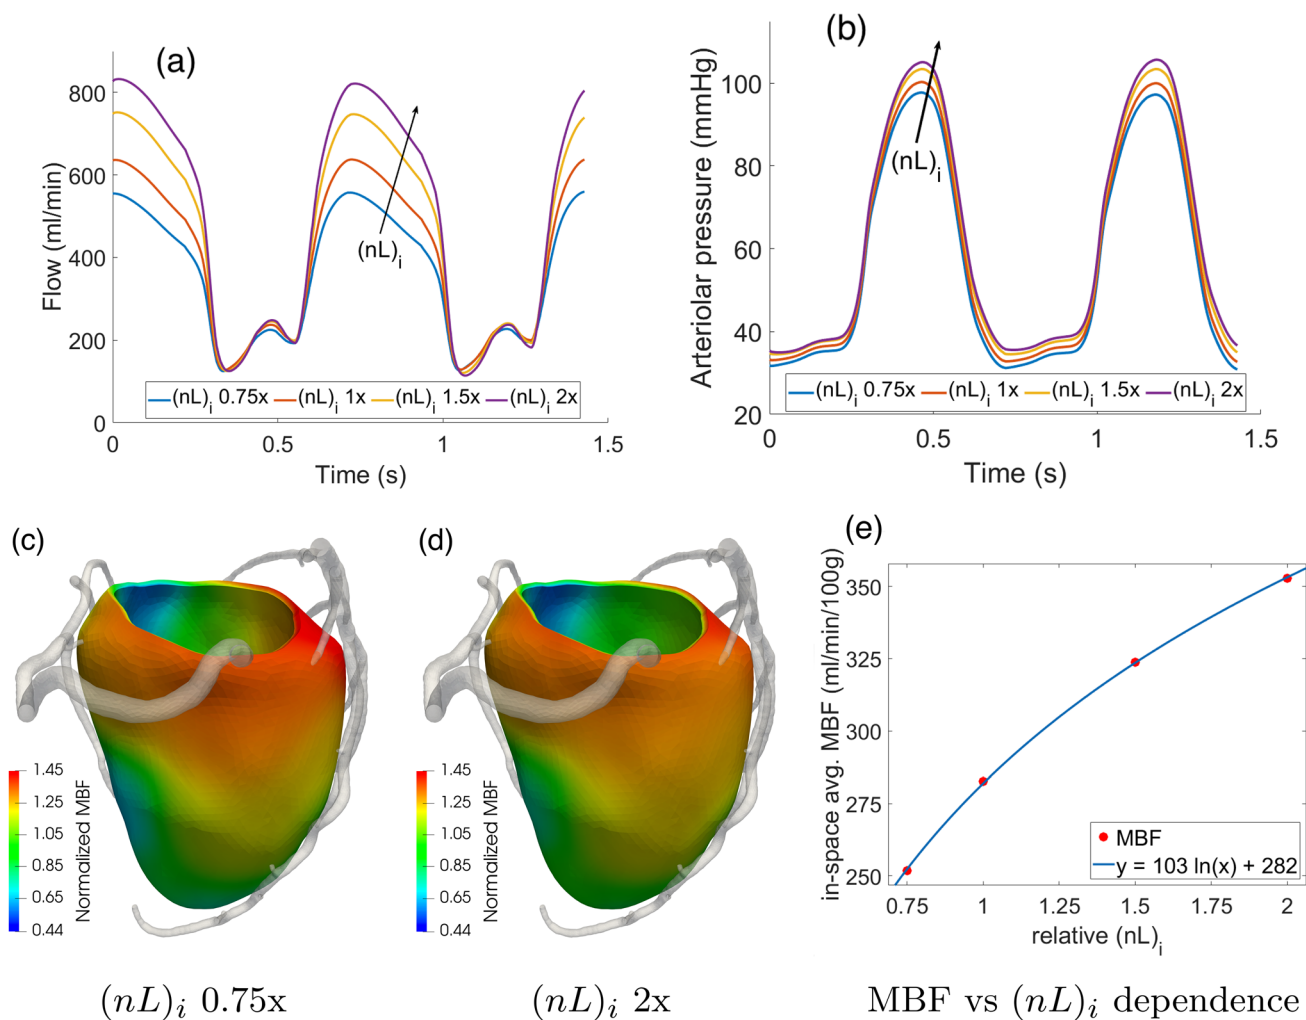 (a)
Flow (ml/min)
800
600
400
200
0
(nL)i
(nL)i 0.75x (nL)i 1x (nL)i 1.5x (nL)i 2x
0 0.5 1 1.5
Time (s)
(b)
Arteriolar pressure (mmHg)
100
80
60
40
20
(nL)i
(nL)i 0.75x (nL)i 1x (nL)i 1.5x (nL)i 2x
0 0.5 1 1.5
Time (s)
(c)
1.45
1.25
1.05
0.85
0.65
0.44
Normalized MBF
(nL)i 0.75x
(d)
1.45
1.25
1.05
0.85
0.65
0.44
Normalized MBF
(nL)i 2x
(e)
in-space avg. MBF (ml/min/100g)
350
325
300
275
250
MBF
y = 103 ln(x) + 282
0.75 1 1.25 1.5 1.75 2
relative (nL)i
MBF vs (nL)i dependence